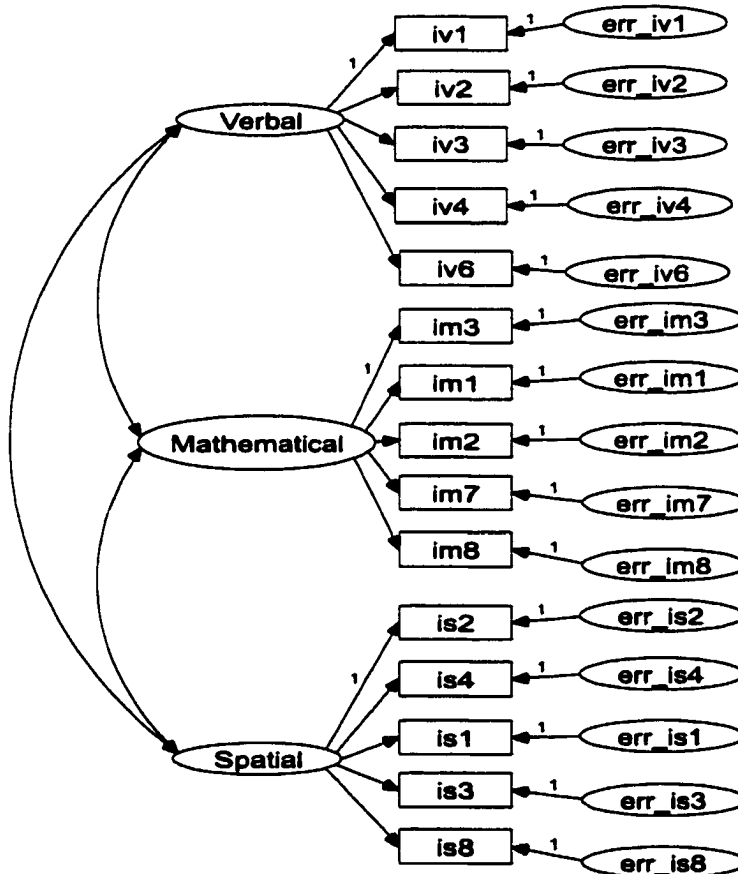 iv1 1 err_iv1
1
iv2 1 err_iv2
Verbal
iv3 1 err_iv3
iv4 1 err_iv4
iv6 1 err_iv6
im3 1 err_im3
1
im1 1 err_im1
Mathematical
im2 1 err_im2
im7 1 err_im7
im8 1 err_im8
is2 1 err_is2
1
is4 1 err_is4
is1 1 err_is1
Spatial
is3 1 err_is3
is8 1 err_is8